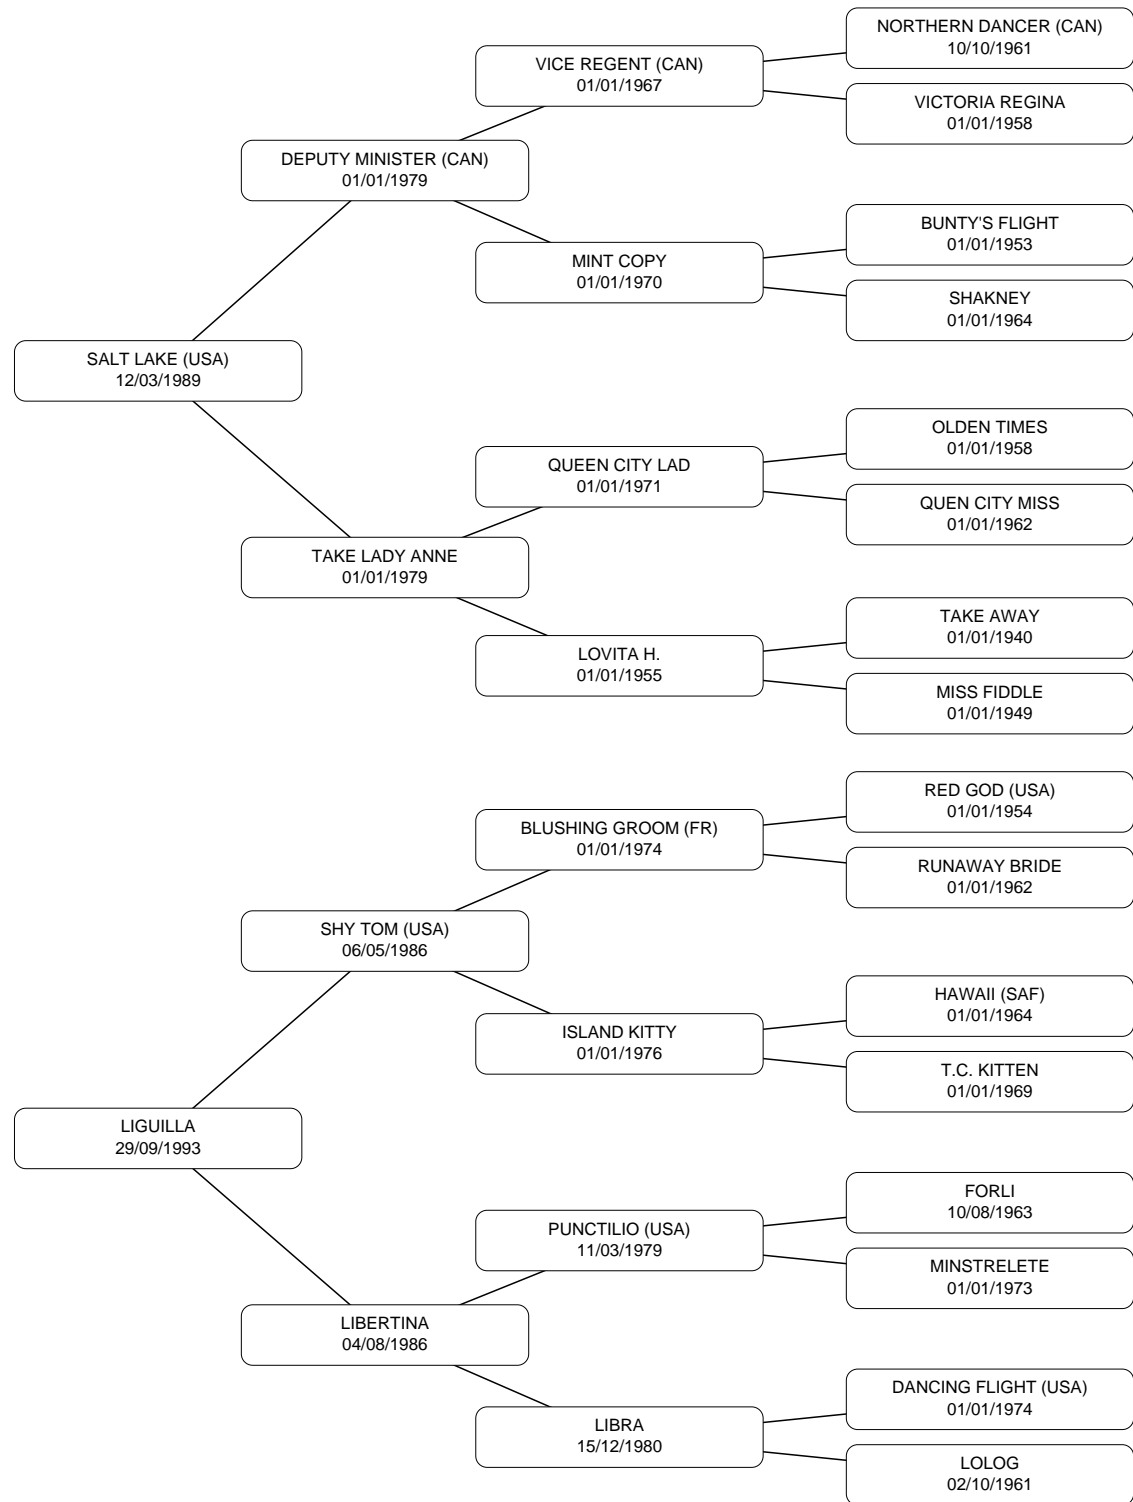 NORTHERN DANCER (CAN)
10/10/1961
VICE REGENT (CAN)
01/01/1967
VICTORIA REGINA
01/01/1958
DEPUTY MINISTER (CAN)
01/01/1979
BUNTY'S FLIGHT
01/01/1953
MINT COPY
01/01/1970
SHAKNEY
01/01/1964
SALT LAKE (USA)
12/03/1989
OLDEN TIMES
01/01/1958
QUEEN CITY LAD
01/01/1971
QUEN CITY MISS
01/01/1962
TAKE LADY ANNE
01/01/1979
TAKE AWAY
01/01/1940
LOVITA H.
01/01/1955
MISS FIDDLE
01/01/1949
RED GOD (USA)
01/01/1954
BLUSHING GROOM (FR)
01/01/1974
RUNAWAY BRIDE
01/01/1962
SHY TOM (USA)
06/05/1986
HAWAII (SAF)
01/01/1964
ISLAND KITTY
01/01/1976
T.C. KITTEN
01/01/1969
LIGUILLA
29/09/1993
FORLI
10/08/1963
PUNCTILIO (USA)
11/03/1979
MINSTRELETE
01/01/1973
LIBERTINA
04/08/1986
DANCING FLIGHT (USA)
01/01/1974
LIBRA
15/12/1980
LOLOG
02/10/1961